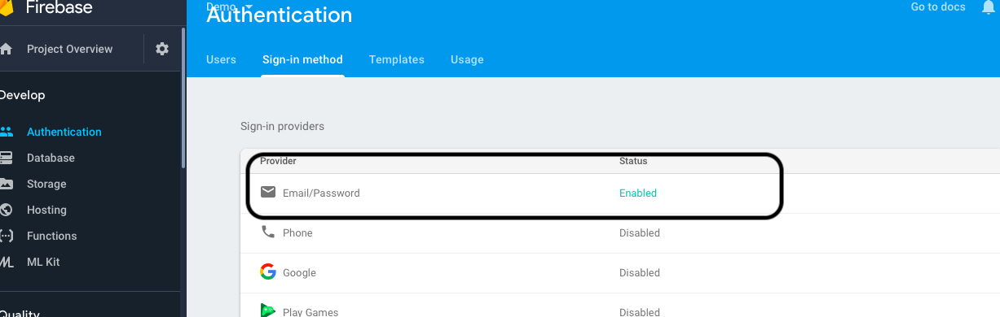 Firebase
Demo
Authentication
Go to docs
Project Overview
Users Sign-in method Templates Usage
Develop
Authentication
Database
Storage
Hosting
Functions
ML Kit
Quality
Sign-in providers
Provider Status
Email/Password Enabled
Phone Disabled
Google Disabled
Play Games Disabled